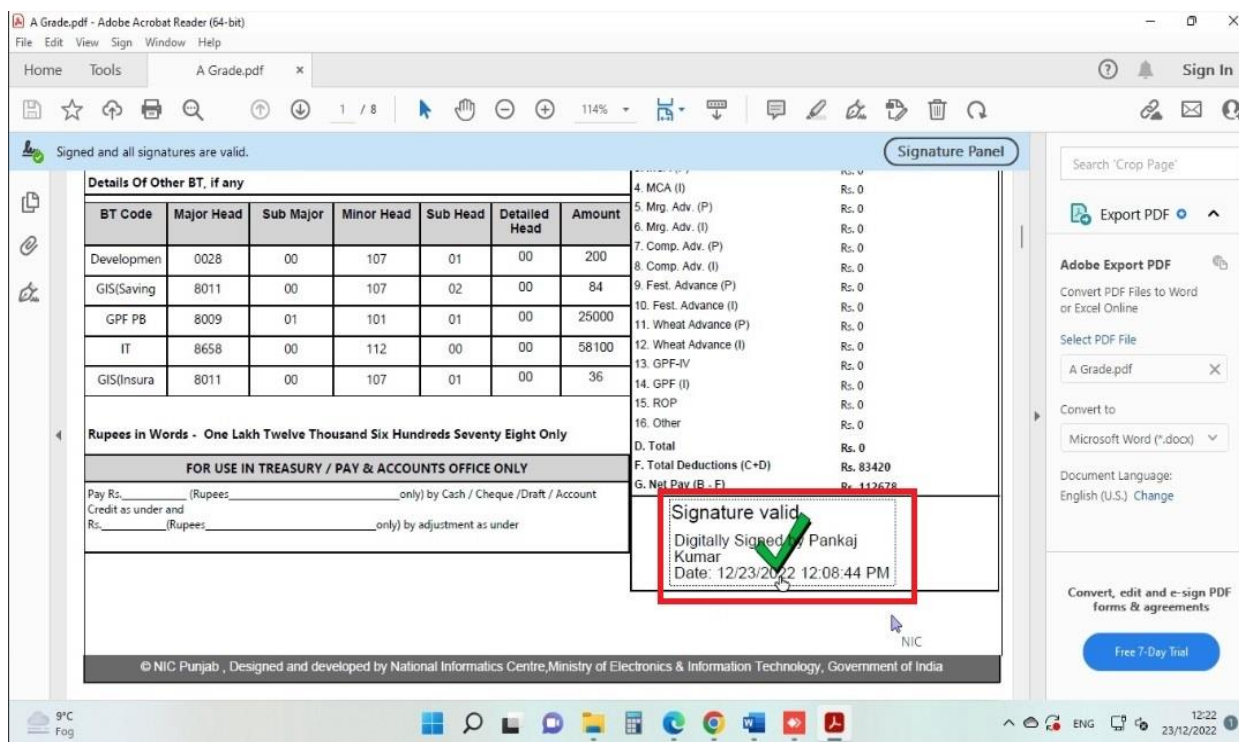 A Grade.pdf - Adobe Acrobat Reader (64-bit)
File Edit View Sign Window Help
Home Tools A Grade.pdf × Sign In
1 / 8 114%
Signed and all signatures are valid. Signature Panel
Details Of Other BT, if any
BT Code Major Head Sub Major Minor Head Sub Head Detailed Head Amount
Developmen 0028 00 107 01 00 200
GIS(Saving 8011 00 107 02 00 84
GPF PB 8009 01 101 01 00 25000
IT 8658 00 112 00 00 58100
GIS(Insura 8011 00 107 01 00 36
Rupees in Words - One Lakh Twelve Thousand Six Hundreds Seventy Eight Only
FOR USE IN TREASURY / PAY & ACCOUNTS OFFICE ONLY
Pay Rs.________(Rupees________only) by Cash / Cheque /Draft / Account
Credit as under and
Rs.________(Rupees________only) by adjustment as under
4. MCA (I) Rs. 0
5. Mrg. Adv. (P) Rs. 0
6. Mrg. Adv. (I) Rs. 0
7. Comp. Adv. (P) Rs. 0
8. Comp. Adv. (I) Rs. 0
9. Fest. Advance (P) Rs. 0
10. Fest. Advance (I) Rs. 0
11. Wheat Advance (P) Rs. 0
12. Wheat Advance (I) Rs. 0
13. GPF-IV Rs. 0
14. GPF (I) Rs. 0
15. ROP Rs. 0
16. Other Rs. 0
D. Total Rs. 0
F. Total Deductions (C+D) Rs. 83420
G. Net Pay (B - F) Rs. 112678
Signature valid
Digitally Signed by Pankaj
Kumar
Date: 12/23/2022 12:08:44 PM
NIC
© NIC Punjab , Designed and developed by National Informatics Centre,Ministry of Electronics & Information Technology, Government of India
Search 'Crop Page'
Export PDF
Adobe Export PDF
Convert PDF Files to Word
or Excel Online
Select PDF File
A Grade.pdf
Convert to
Microsoft Word (*.docx)
Document Language:
English (U.S.) Change
Convert, edit and e-sign PDF
forms & agreements
Free 7-Day Trial
9°C
Fog
ENG
12:22
23/12/2022
1